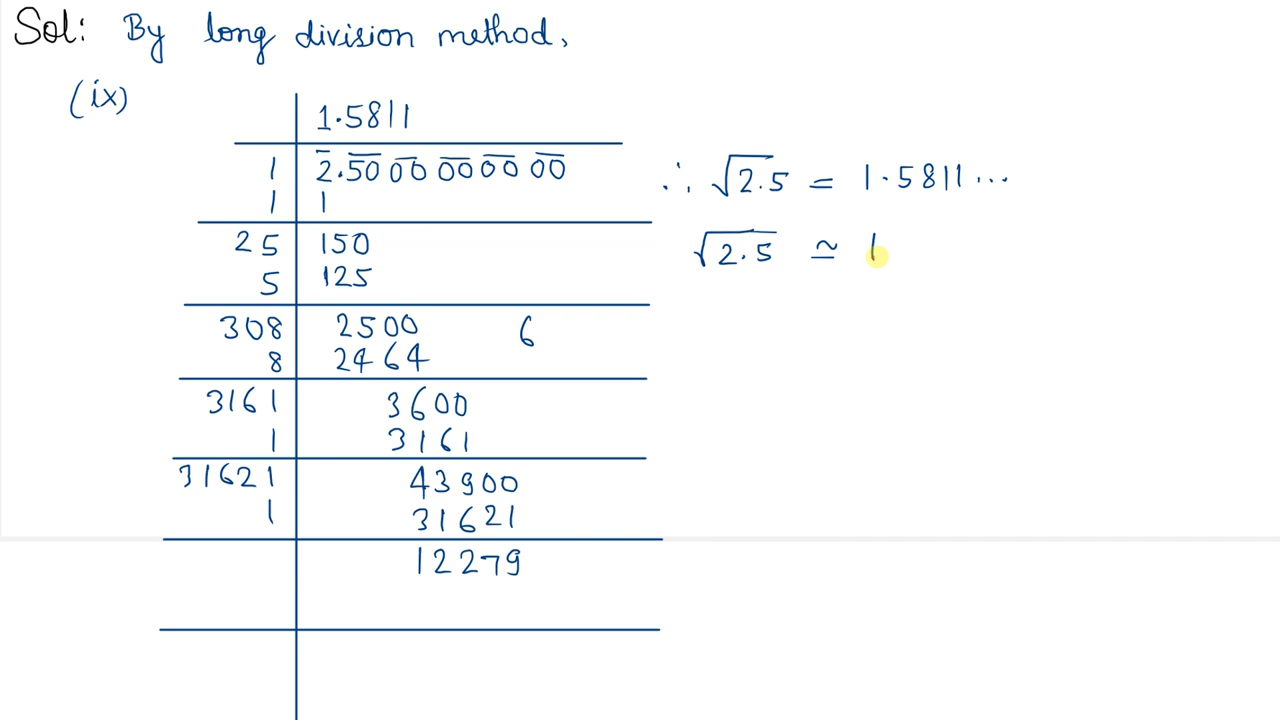 Sol: By long division method,
(ix)
1.5811
1 2.50 00 00 00 00
1 1
25 150
5 125
308 2500 6
8 2464
3161 3600
1 3161
31621 43900
1 31621
12279
∴ √2.5 = 1.5811...
√2.5 ≃ 1